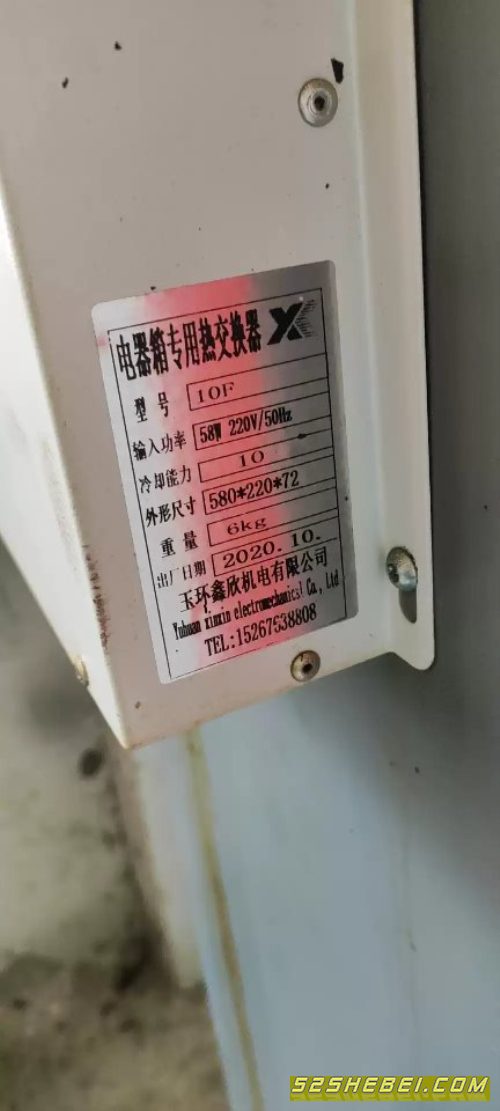 电器箱专用热交换器 YX
型号 10F
输入功率 58W 220V/50Hz
冷却能力 10
外形尺寸 580*220*72
重量 6kg
出厂日期 2020.10.
玉环鑫欣机电有限公司
Yuhuan xinxin electromechanicsl Co., Ltd
TEL:15267638808
52SHEBEI.COM